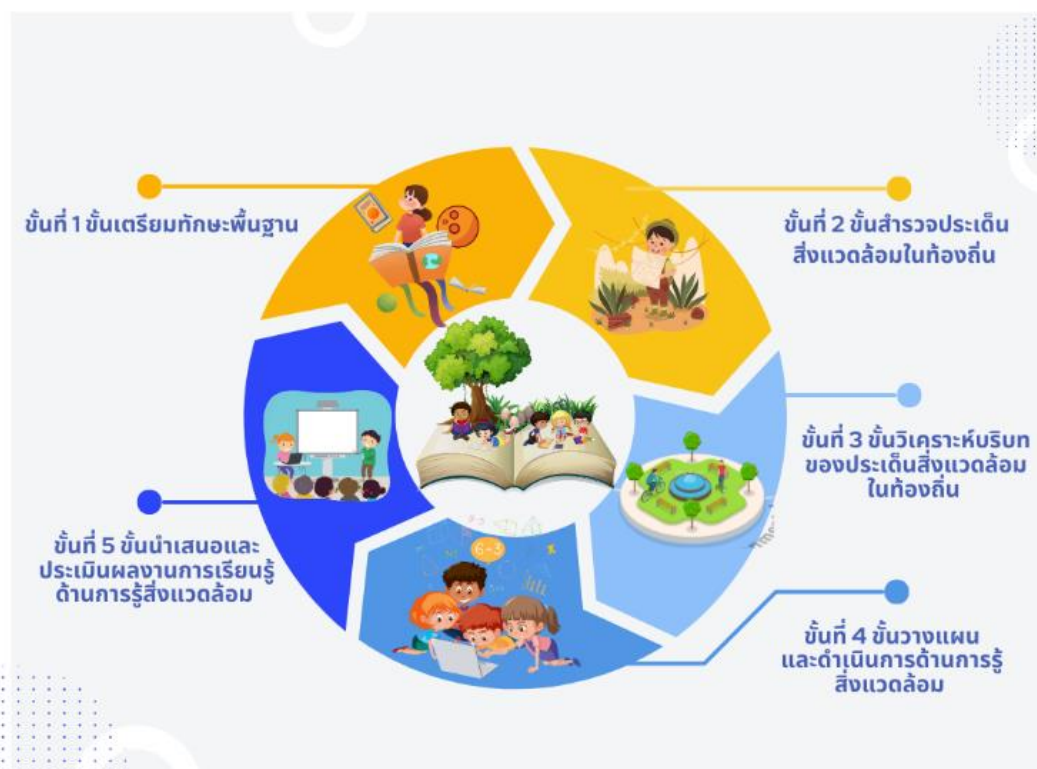 ขั้นที่ 1 ขั้นเตรียมทักษะพื้นฐาน
ขั้นที่ 2 ขั้นสำรวจประเด็น
สิ่งแวดล้อมในท้องถิ่น
ขั้นที่ 3 ขั้นวิเคราะห์บริบท
ของประเด็นสิ่งแวดล้อม
ในท้องถิ่น
ขั้นที่ 4 ขั้นวางแผน
และดำเนินการด้านการรู้
สิ่งแวดล้อม
ขั้นที่ 5 ขั้นนำเสนอและ
ประเมินผลงานการเรียนรู้
ด้านการรู้สิ่งแวดล้อม
6-3